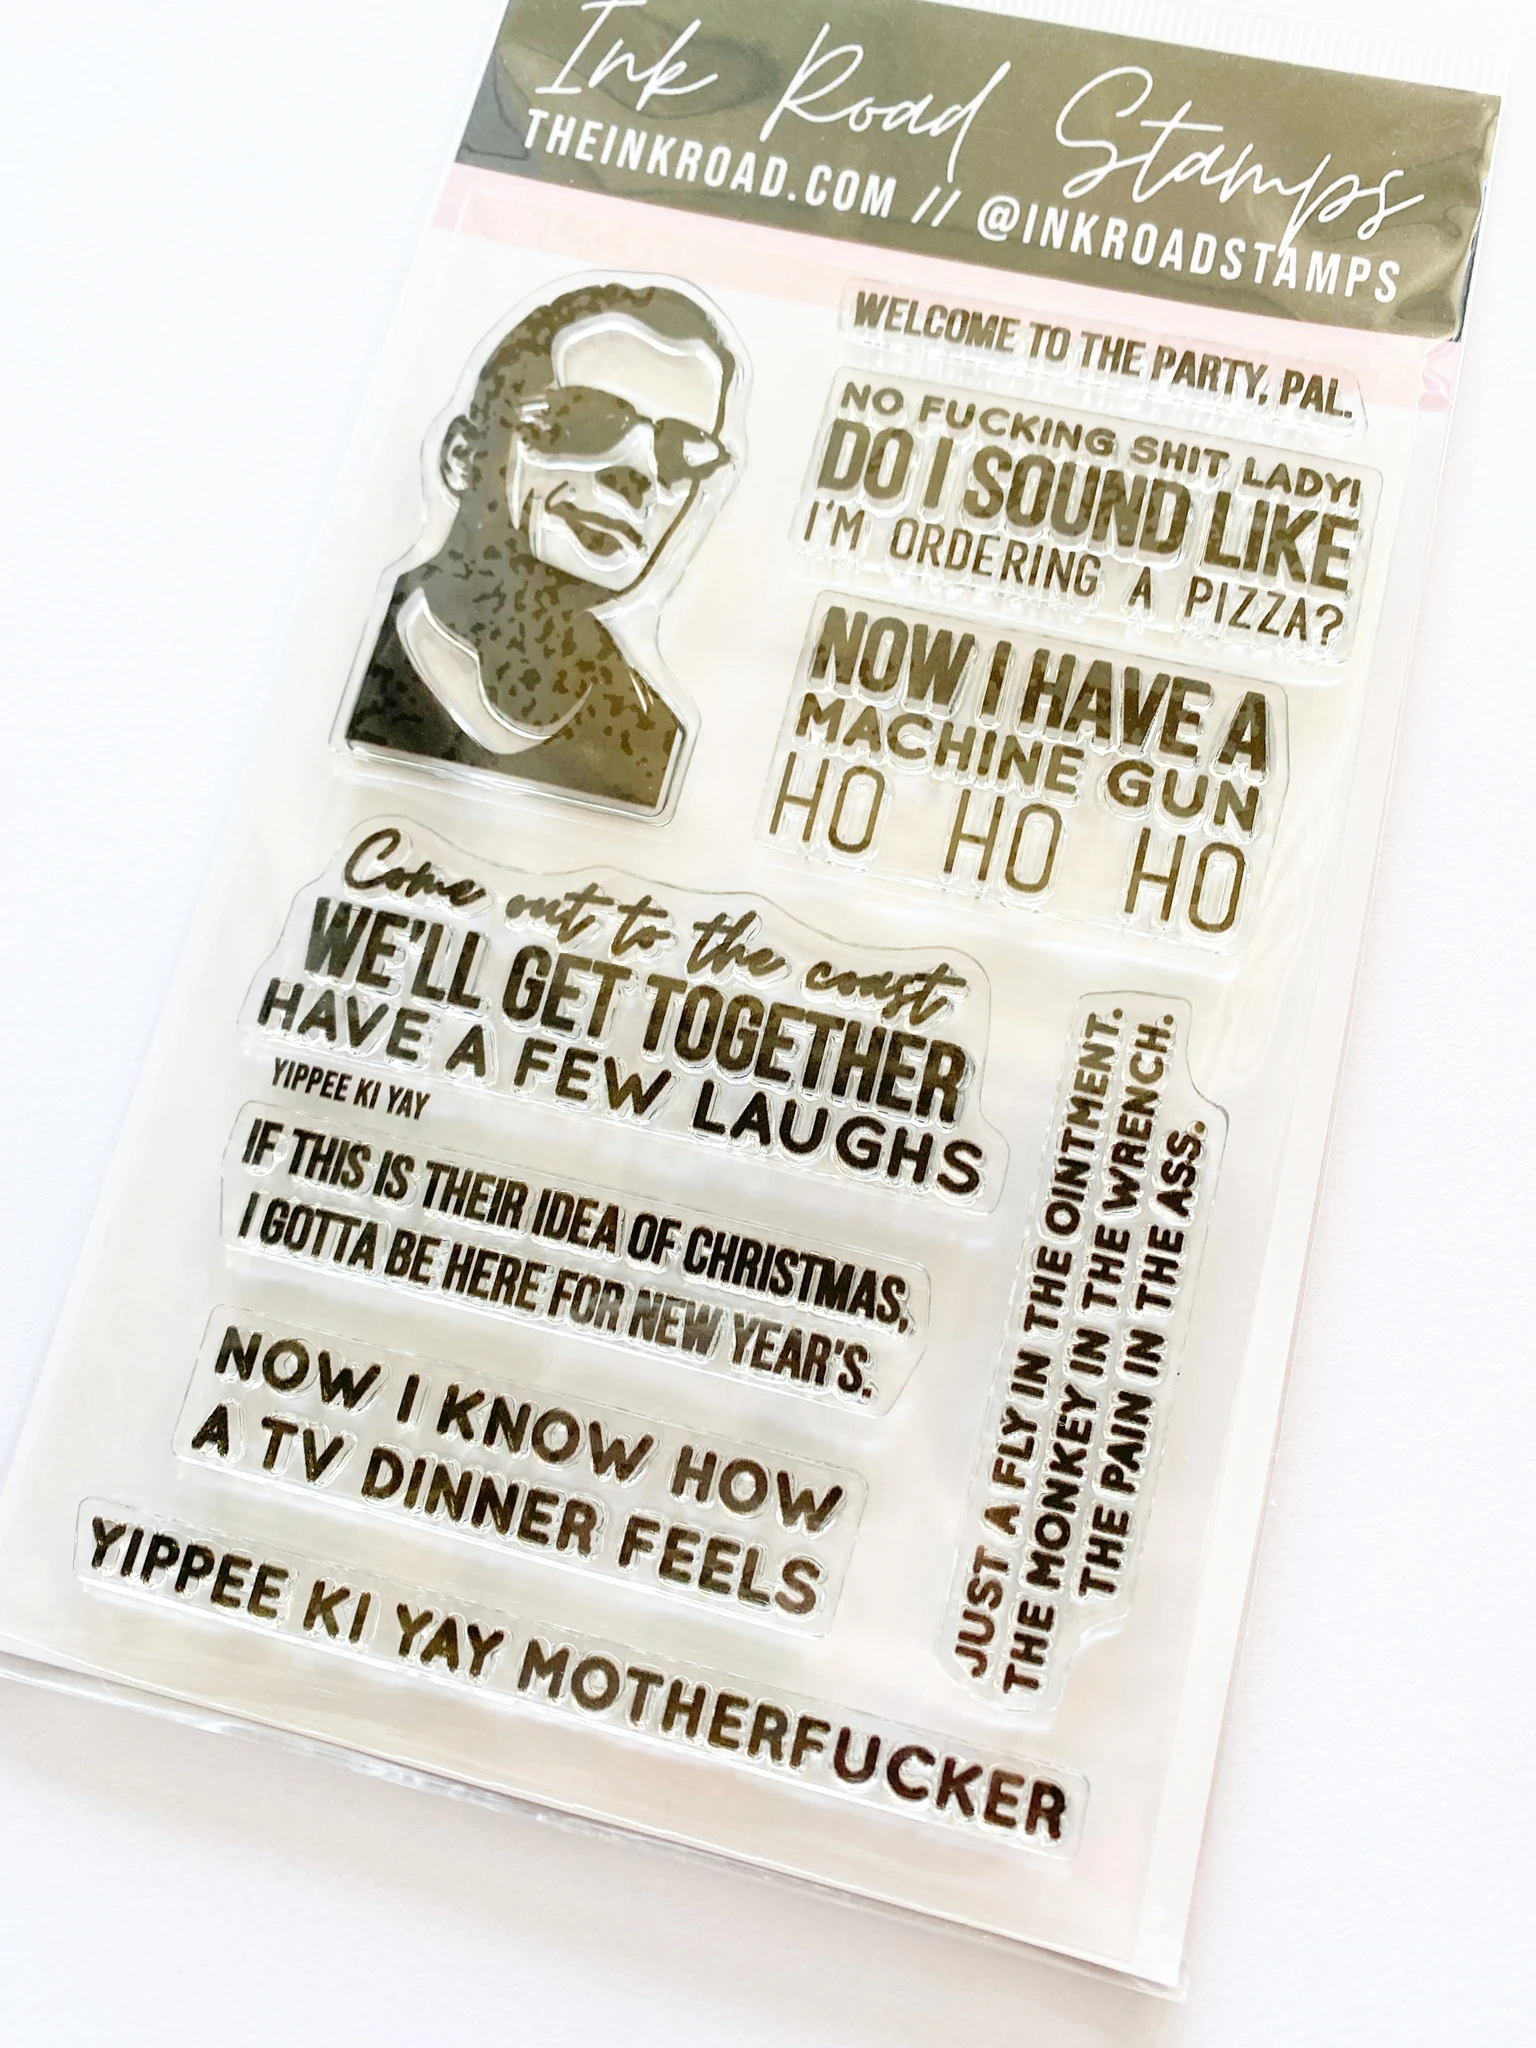 Ink Road Stamps
THEINKROAD.COM // @INKROADSTAMPS
WELCOME TO THE PARTY, PAL.
NO FUCKING SHIT LADY!
DO I SOUND LIKE
I'M ORDERING A PIZZA?
NOW I HAVE A
MACHINE GUN
HO HO HO
Come out to the coast
WE'LL GET TOGETHER
HAVE A FEW LAUGHS
YIPPEE KI YAY
IF THIS IS THEIR IDEA OF CHRISTMAS,
I GOTTA BE HERE FOR NEW YEAR'S.
NOW I KNOW HOW
A TV DINNER FEELS
YIPPEE KI YAY MOTHERFUCKER
JUST A FLY IN THE OINTMENT.
THE MONKEY IN THE WRENCH.
THE PAIN IN THE ASS.